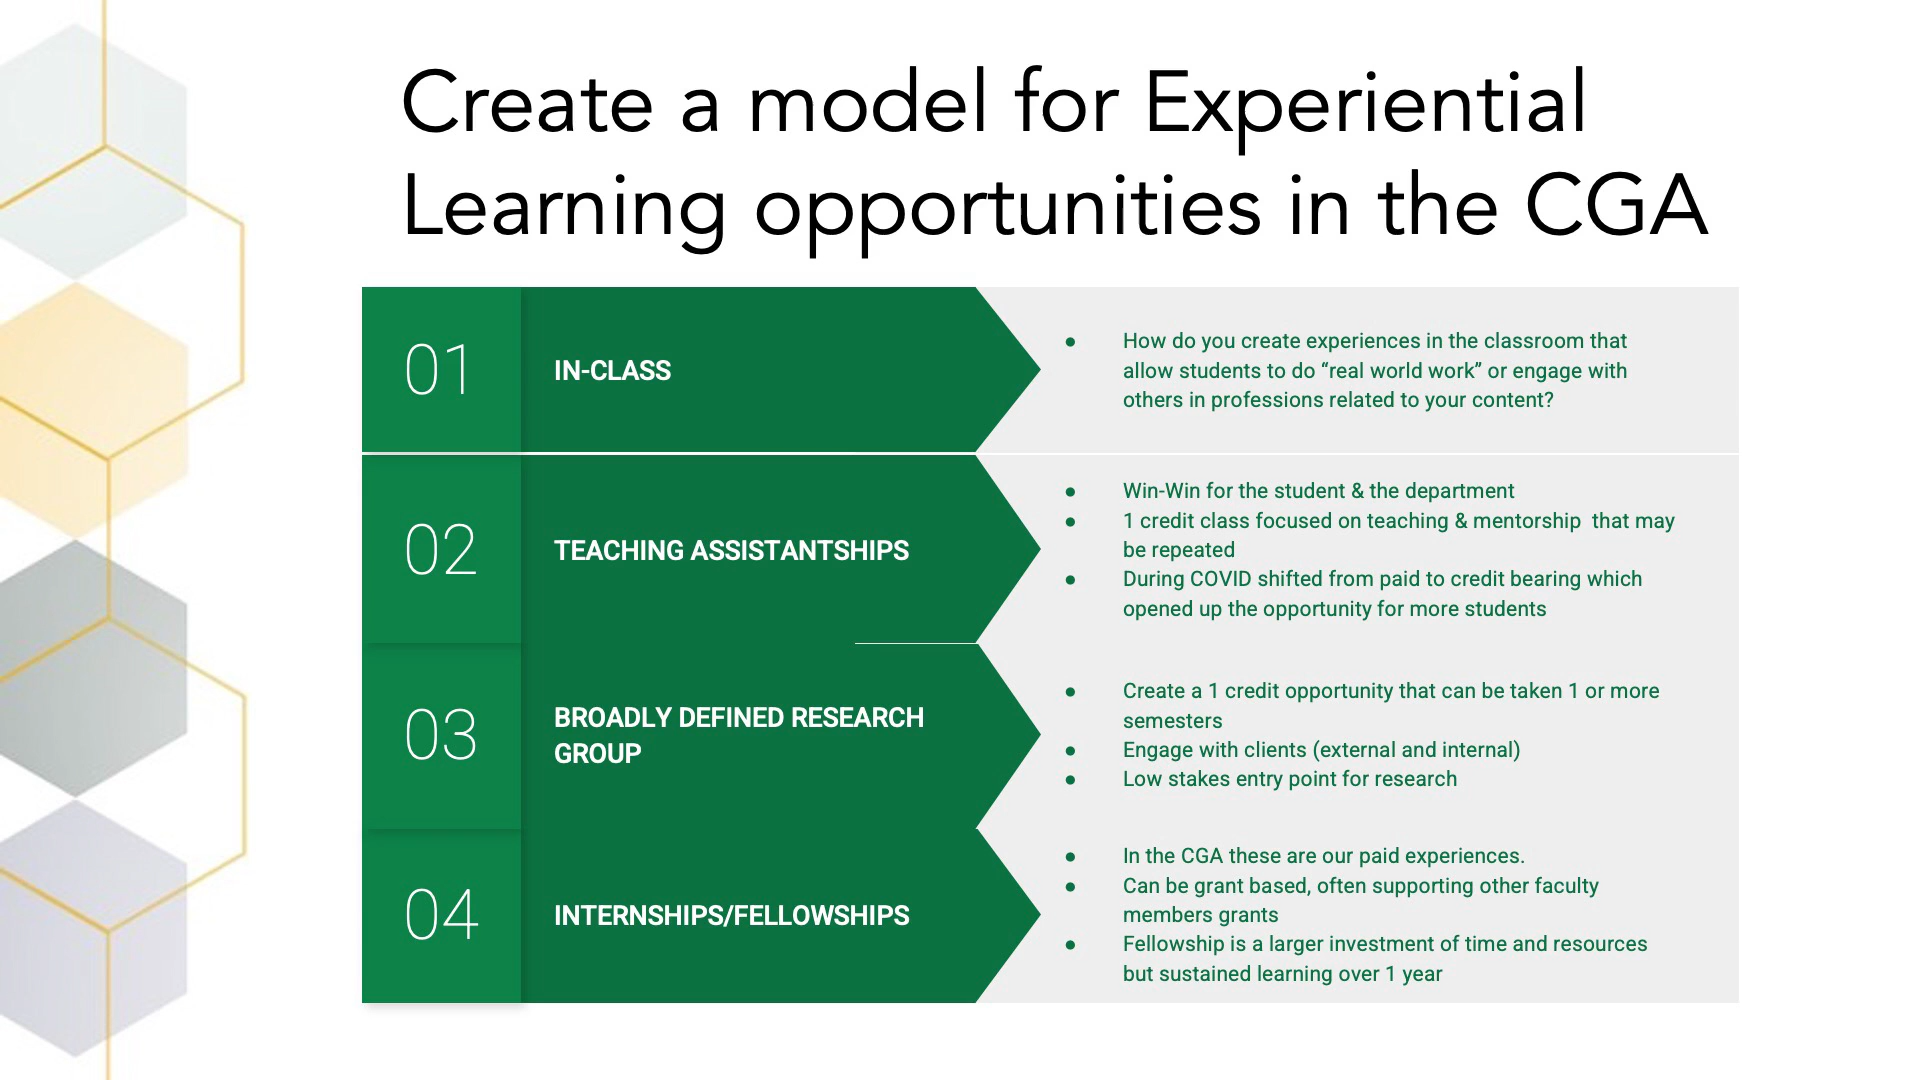 Create a model for Experiential
Learning opportunities in the CGA
01
IN-CLASS
● How do you create experiences in the classroom that
allow students to do “real world work” or engage with
others in professions related to your content?
02
TEACHING ASSISTANTSHIPS
● Win-Win for the student & the department
● 1 credit class focused on teaching & mentorship  that may
be repeated
● During COVID shifted from paid to credit bearing which
opened up the opportunity for more students
03
BROADLY DEFINED RESEARCH
GROUP
● Create a 1 credit opportunity that can be taken 1 or more
semesters
● Engage with clients (external and internal)
● Low stakes entry point for research
04
INTERNSHIPS/FELLOWSHIPS
● In the CGA these are our paid experiences.
● Can be grant based, often supporting other faculty
members grants
● Fellowship is a larger investment of time and resources
but sustained learning over 1 year